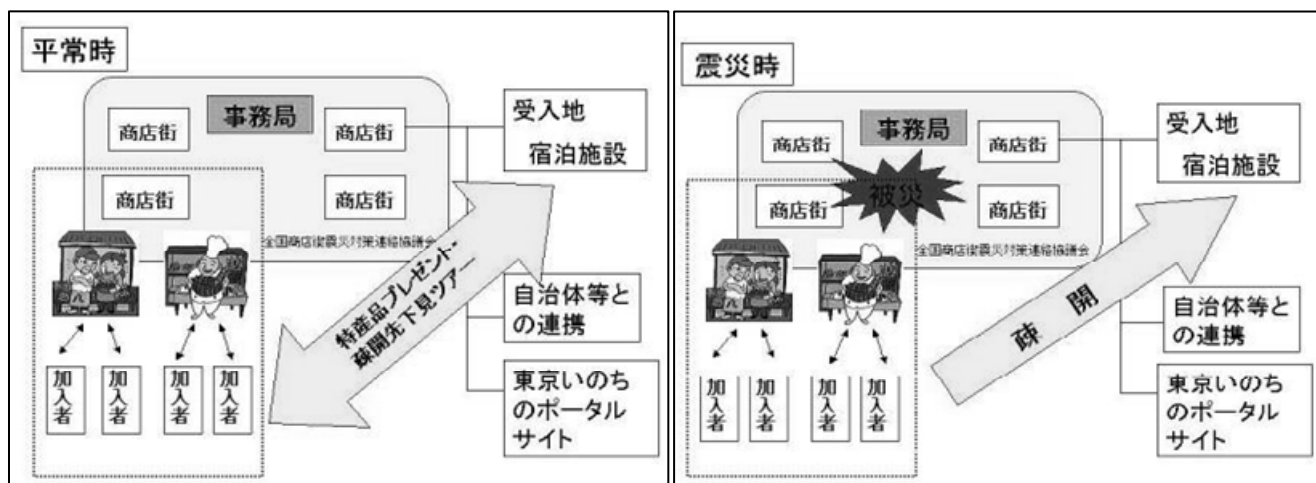 平常時
事務局
商店街
商店街
商店街
商店街
全国商店街震災対策連絡協議会
受入地
宿泊施設
特産品プレゼント・
疎開先下見ツアー
自治体等と
の連携
東京いのち
のポータル
サイト
加入者
加入者
加入者
加入者
震災時
事務局
商店街
商店街
被災
商店街
商店街
全国商店街震災対策連絡協議会
受入地
宿泊施設
疎開
自治体等と
の連携
東京いのち
のポータル
サイト
加入者
加入者
加入者
加入者